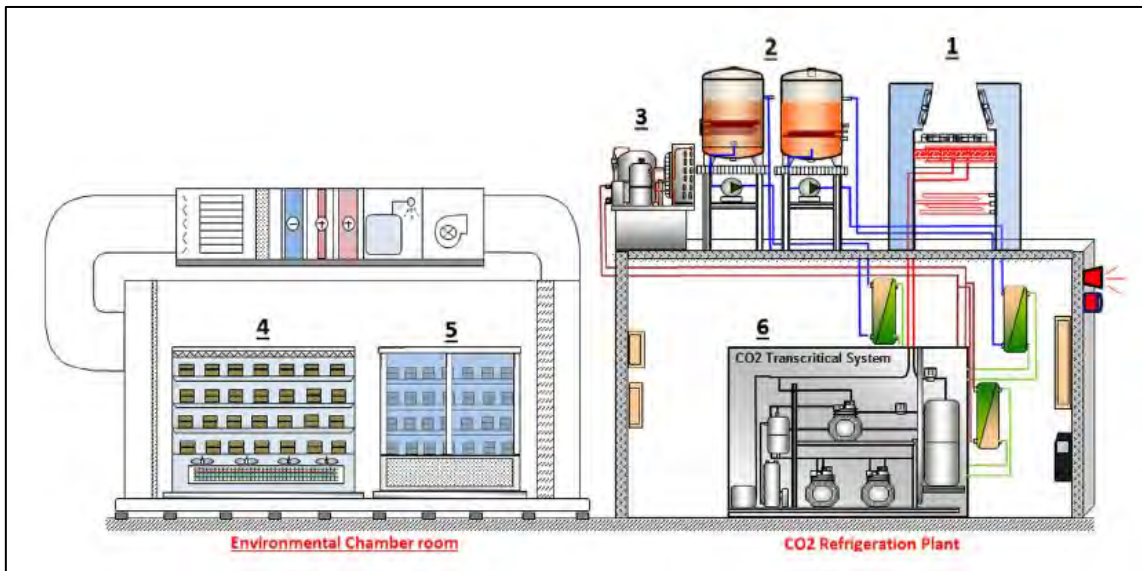 1
2
3
4
5
6
CO2 Transcritical System
Environmental Chamber room
CO2 Refrigeration Plant